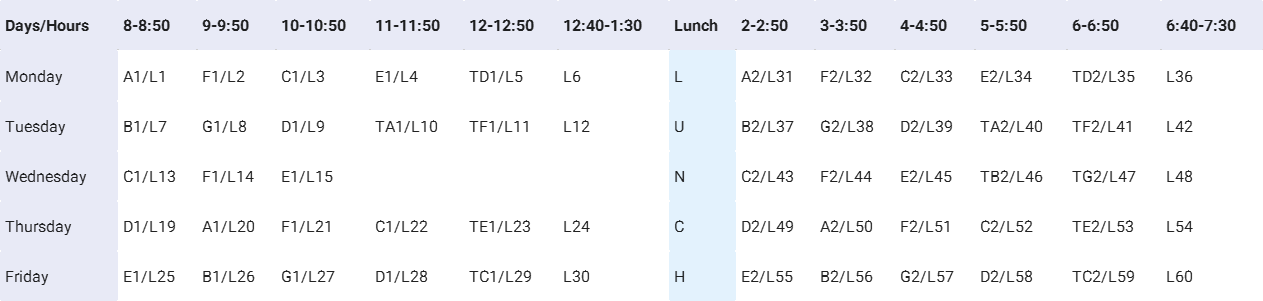 Days/Hours 8-8:50 9-9:50 10-10:50 11-11:50 12-12:50 12:40-1:30 Lunch 2-2:50 3-3:50 4-4:50 5-5:50 6-6:50 6:40-7:30
Monday A1/L1 F1/L2 C1/L3 E1/L4 TD1/L5 L6 L A2/L31 F2/L32 C2/L33 E2/L34 TD2/L35 L36
Tuesday B1/L7 G1/L8 D1/L9 TA1/L10 TF1/L11 L12 U B2/L37 G2/L38 D2/L39 TA2/L40 TF2/L41 L42
Wednesday C1/L13 F1/L14 E1/L15 N C2/L43 F2/L44 E2/L45 TB2/L46 TG2/L47 L48
Thursday D1/L19 A1/L20 F1/L21 C1/L22 TE1/L23 L24 C D2/L49 A2/L50 F2/L51 C2/L52 TE2/L53 L54
Friday E1/L25 B1/L26 G1/L27 D1/L28 TC1/L29 L30 H E2/L55 B2/L56 G2/L57 D2/L58 TC2/L59 L60